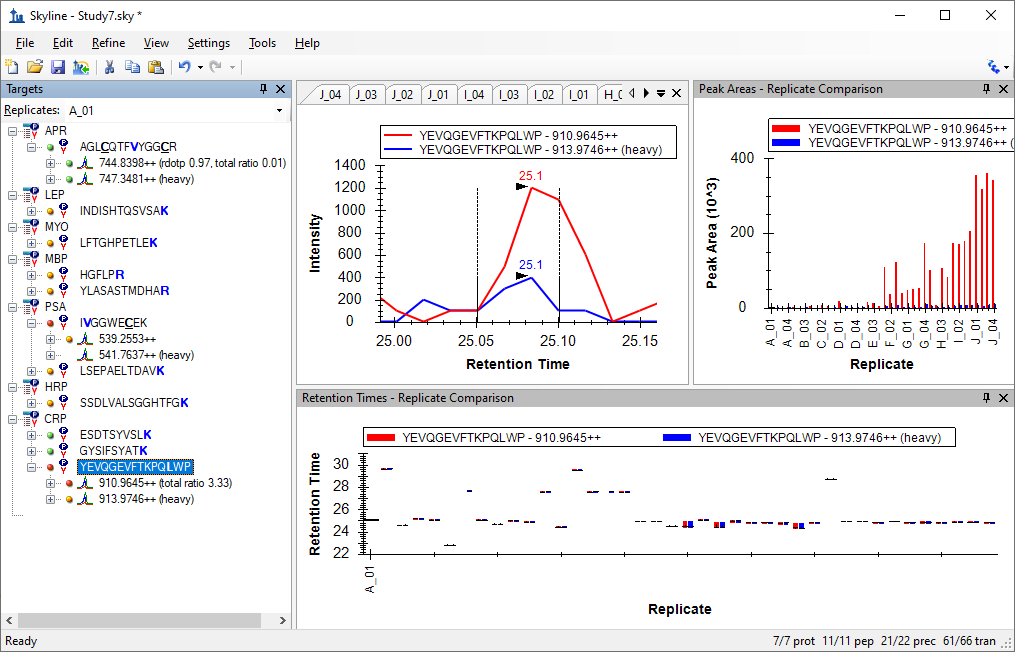 Skyline - Study7.sky *
File Edit Refine View Settings Tools Help
Targets
Replicates: A_01
APR
AGLCQTFVYGGCR
744.8398++ (rdotp 0.97, total ratio 0.01)
747.3481++ (heavy)
LEP
INDISHTQSVSAK
MYO
LFTGHPETLEK
MBP
HGFLPR
YLASASTMDHAR
PSA
IVGGWECEK
539.2553++
541.7637++ (heavy)
LSEPAELTDAVK
HRP
SSDLVALSGGHTFGK
CRP
ESDTSYVSLK
GYSIFSYATK
YEVQGEVFTKPQLWP
910.9645++ (total ratio 3.33)
913.9746++ (heavy)
J_04 J_03 J_02 J_01 I_04 I_03 I_02 I_01 H_0
YEVQGEVFTKPQLWP - 910.9645++
YEVQGEVFTKPQLWP - 913.9746++ (heavy)
1400
1200
1000
800
600
400
200
0
Intensity
25.1
25.1
25.00 25.05 25.10 25.15
Retention Time
Peak Areas - Replicate Comparison
YEVQGEVFTKPQLWP - 910.9645++
YEVQGEVFTKPQLWP - 913.9746++ (
400
200
0
Peak Area (10^3)
A_01 A_04 B_03 C_02 D_01 D_04 E_03 F_02 G_01 G_04 H_03 I_02 J_01 J_04
Replicate
Retention Times - Replicate Comparison
YEVQGEVFTKPQLWP - 910.9645++ YEVQGEVFTKPQLWP - 913.9746++ (heavy)
30
28
26
24
22
Retention Time
A_01
Replicate
Ready
7/7 prot 11/11 pep 21/22 prec 61/66 tran